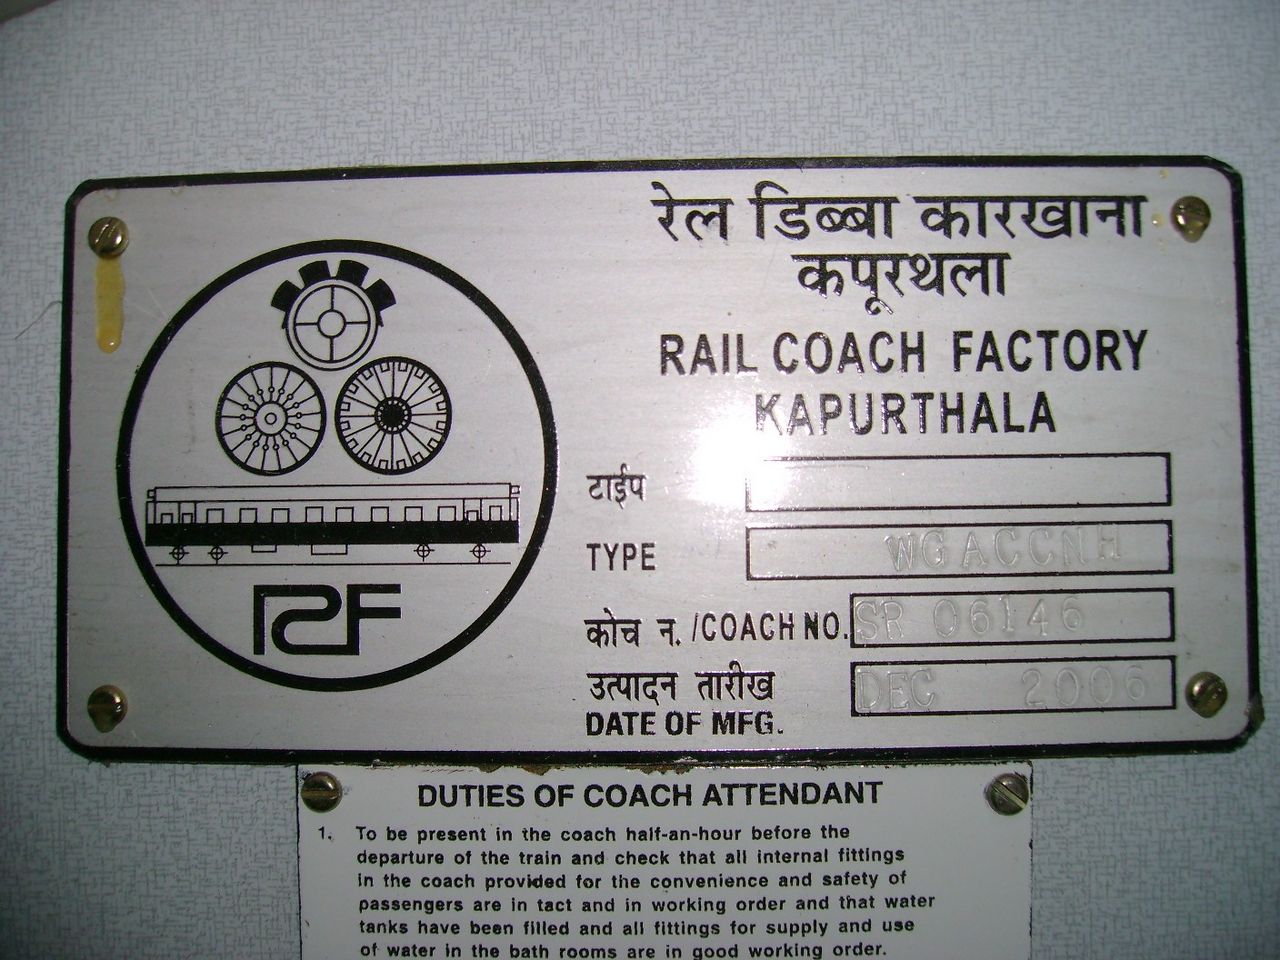 रेल डिब्बा कारखाना
कपूरथला
RAIL COACH FACTORY
KAPURTHALA
टाईप
TYPE WGACCNH
कोच न. /COACH NO. SR 06146
उत्पादन तारीख DEC 2006
DATE OF MFG.
RCF
DUTIES OF COACH ATTENDANT
1. To be present in the coach half-an-hour before the
departure of the train and check that all internal fittings
in the coach provided for the convenience and safety of
passengers are in tact and in working order and that water
tanks have been filled and all fittings for supply and use
of water in the bath rooms are in good working order.